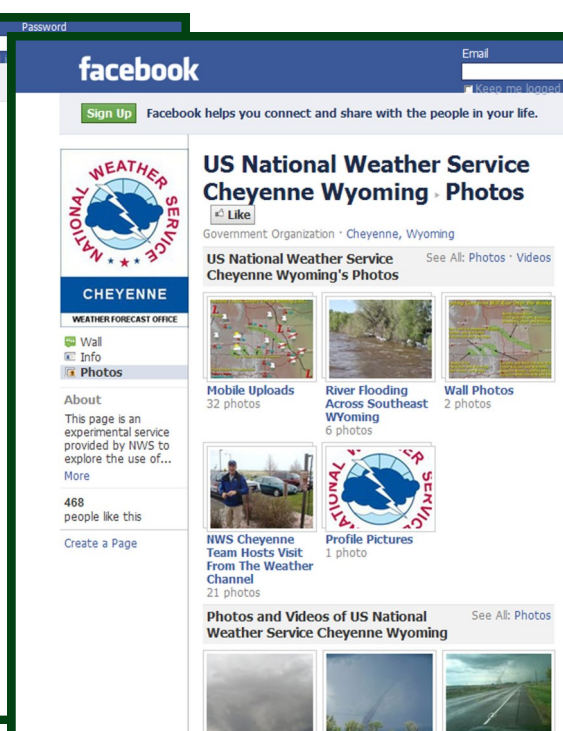 Password
facebook
Email
Keep me logged
Sign Up Facebook helps you connect and share with the people in your life.
NATIONAL WEATHER SERVICE
CHEYENNE
WEATHER FORECAST OFFICE
Wall
Info
Photos
About
This page is an
experimental service
provided by NWS to
explore the use of...
More
468
people like this
Create a Page
US National Weather Service
Cheyenne Wyoming ▸ Photos
Like
Government Organization · Cheyenne, Wyoming
US National Weather Service
Cheyenne Wyoming's Photos
See All: Photos · Videos
Mobile Uploads
32 photos
River Flooding
Across Southeast
WYoming
6 photos
Wall Photos
2 photos
NWS Cheyenne
Team Hosts Visit
From The Weather
Channel
21 photos
Profile Pictures
1 photo
Photos and Videos of US National
Weather Service Cheyenne Wyoming
See All: Photos